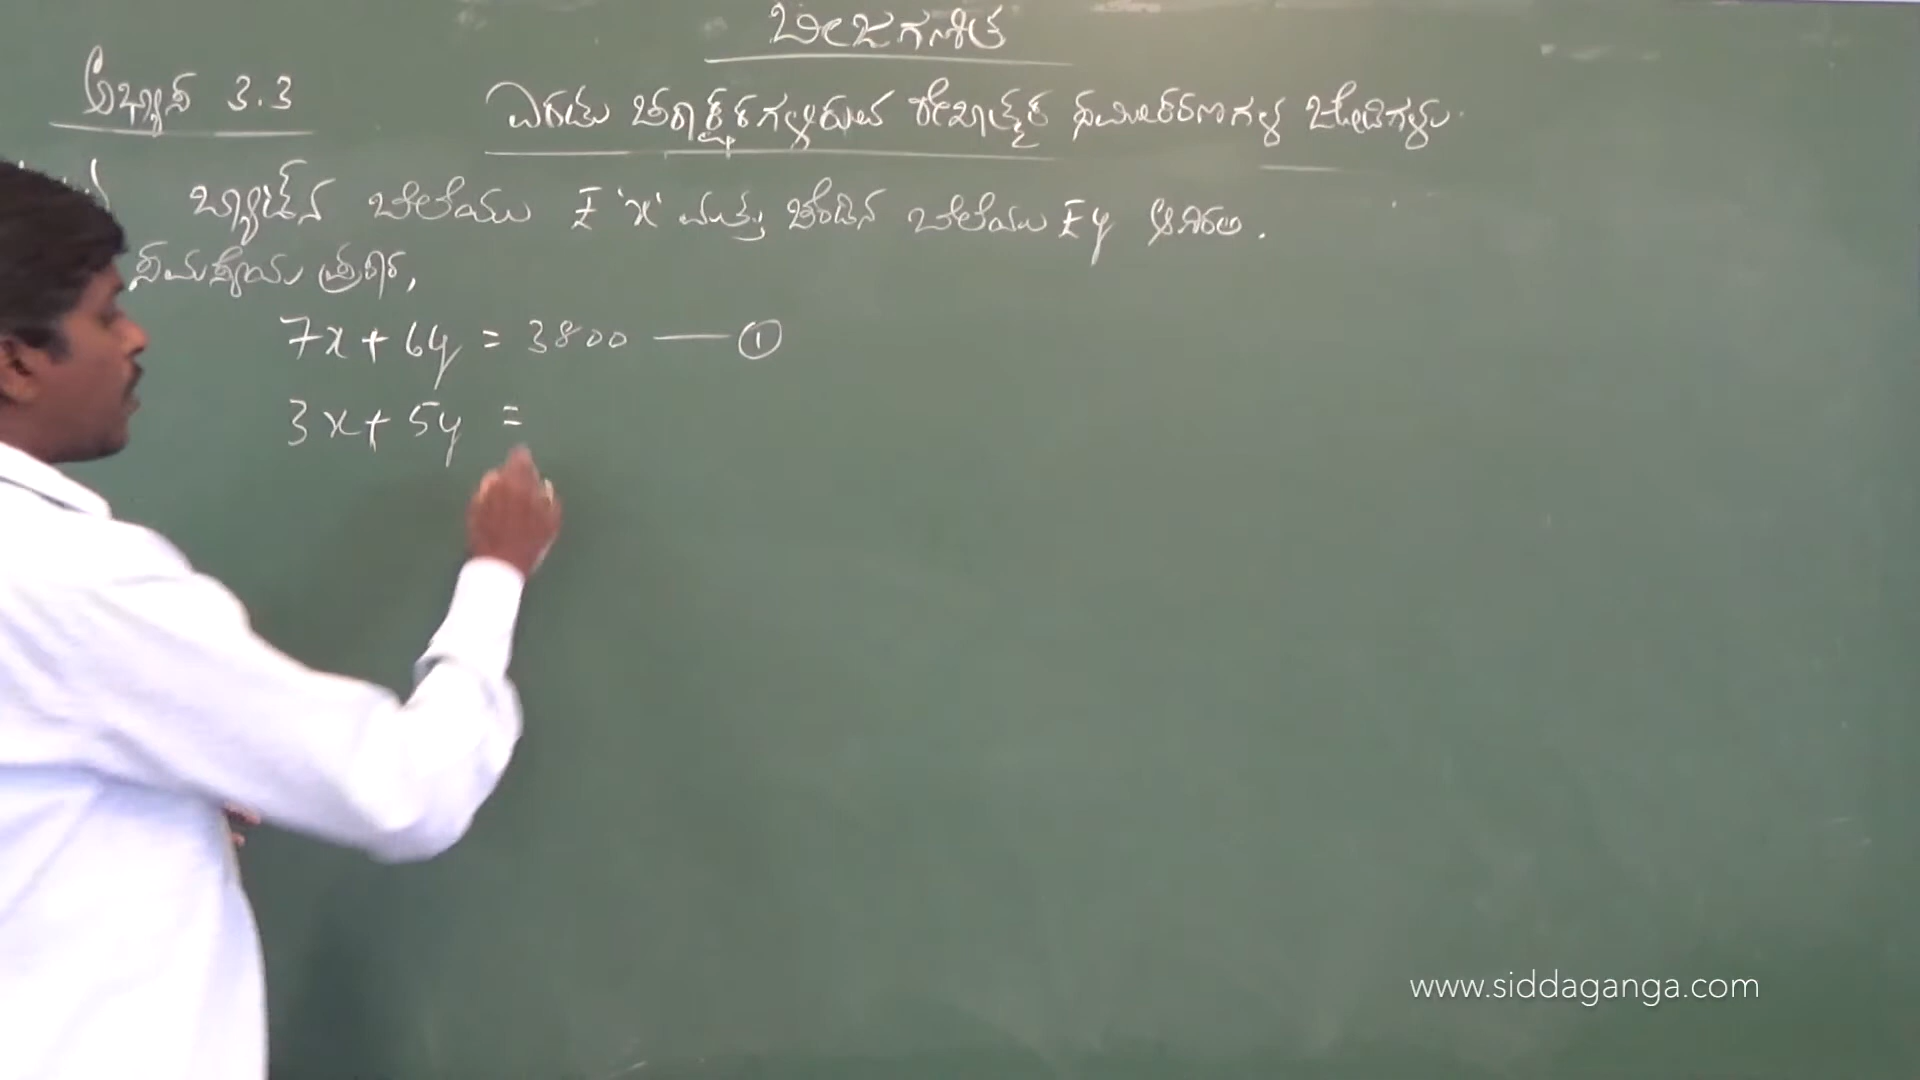 ಬೀಜಗಣಿತ
ಅಭ್ಯಾಸ 3.3
ಎರಡು ಚರಾಕ್ಷರಗಳ್ಳಿರುವ ರೇಖಾತ್ಮಕ ಸಮೀಕರಣಗಳ ಜೋಡಿಗಳು.
ಬ್ಯಾಟ್‌ನ ಬೆಲೆಯು ₹ 'x' ಮತ್ತು ಚೆಂಡಿನ ಬೆಲೆಯು ₹ y ಆಗಿರಲಿ.
ಸಮಸ್ಯೆಯ ಪ್ರಕಾರ,
7x + 6y = 3800 — ①
3x + 5y =
www.siddaganga.com